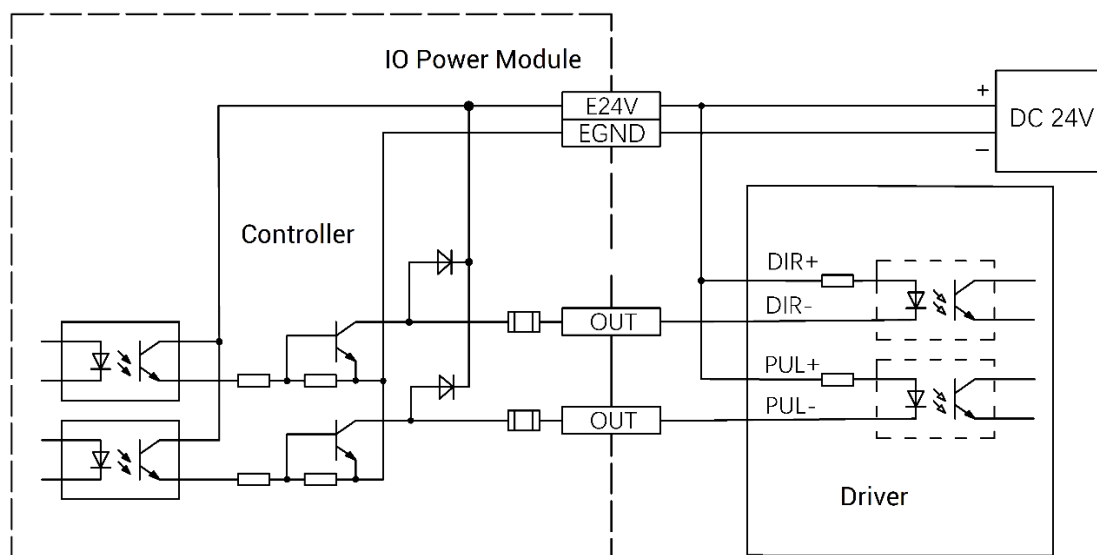 IO Power Module
E24V
EGND
+
DC 24V
−
Controller
DIR+
DIR-
OUT
PUL+
PUL-
OUT
Driver